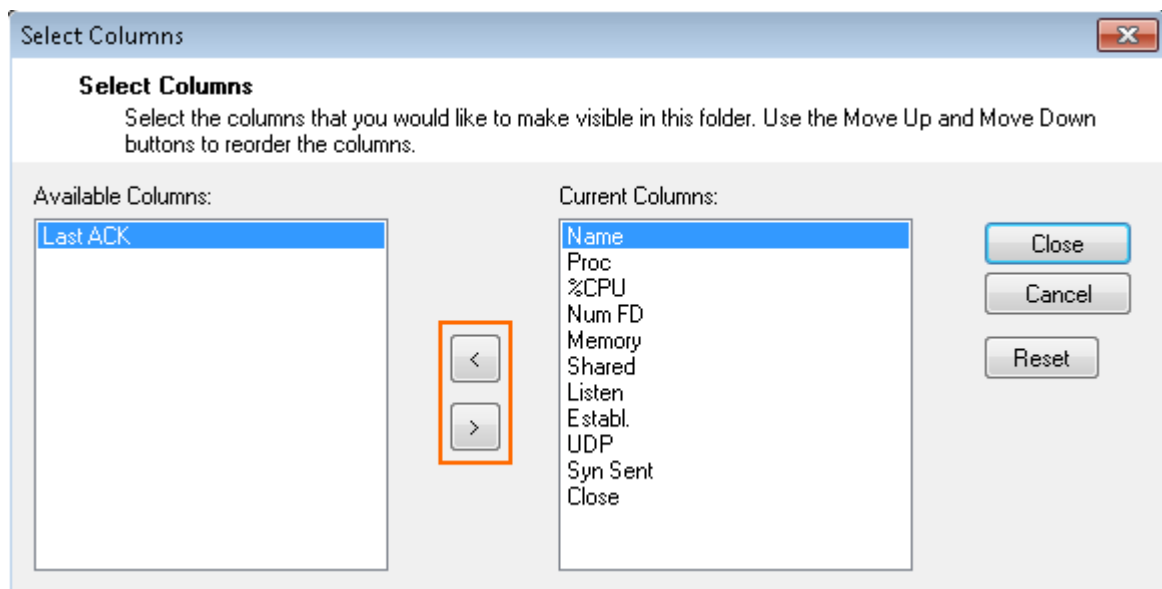 Select Columns
Select Columns
Select the columns that you would like to make visible in this folder. Use the Move Up and Move Down
buttons to reorder the columns.
Available Columns:
Last ACK
<
>
Current Columns:
Name
Proc
%CPU
Num FD
Memory
Shared
Listen
Establ.
UDP
Syn Sent
Close
Close
Cancel
Reset